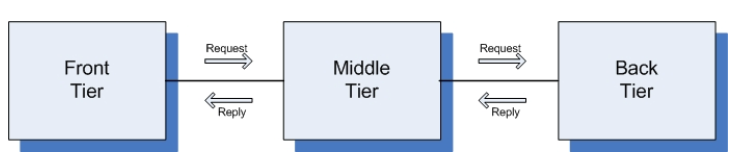 Front
Tier
Request
Reply
Middle
Tier
Request
Reply
Back
Tier